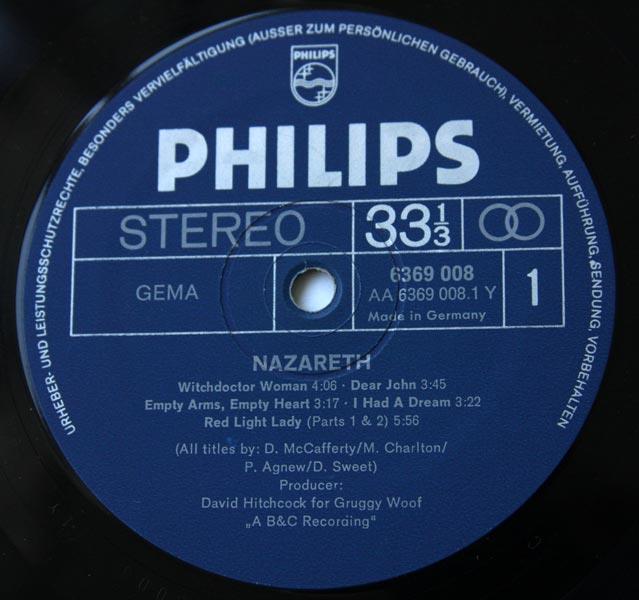 URHEBER- UND LEISTUNGSSCHUTZRECHTE, BESONDERS VERVIELFÄLTIGUNG (AUSSER ZUM PERSÖNLICHEN GEBRAUCH), VERMIETUNG, AUFFÜHRUNG, SENDUNG, VORBEHALTEN
PHILIPS
PHILIPS
STEREO 33 1/3
GEMA
6369 008
AA 6369 008.1 Y
Made in Germany
1
NAZARETH
Witchdoctor Woman 4:06 · Dear John 3:45
Empty Arms, Empty Heart 3:17 · I Had A Dream 3:22
Red Light Lady (Parts 1 & 2) 5:56
(All titles by: D. McCafferty/M. Charlton/
P. Agnew/D. Sweet)
Producer:
David Hitchcock for Gruggy Woof
„A B&C Recording“